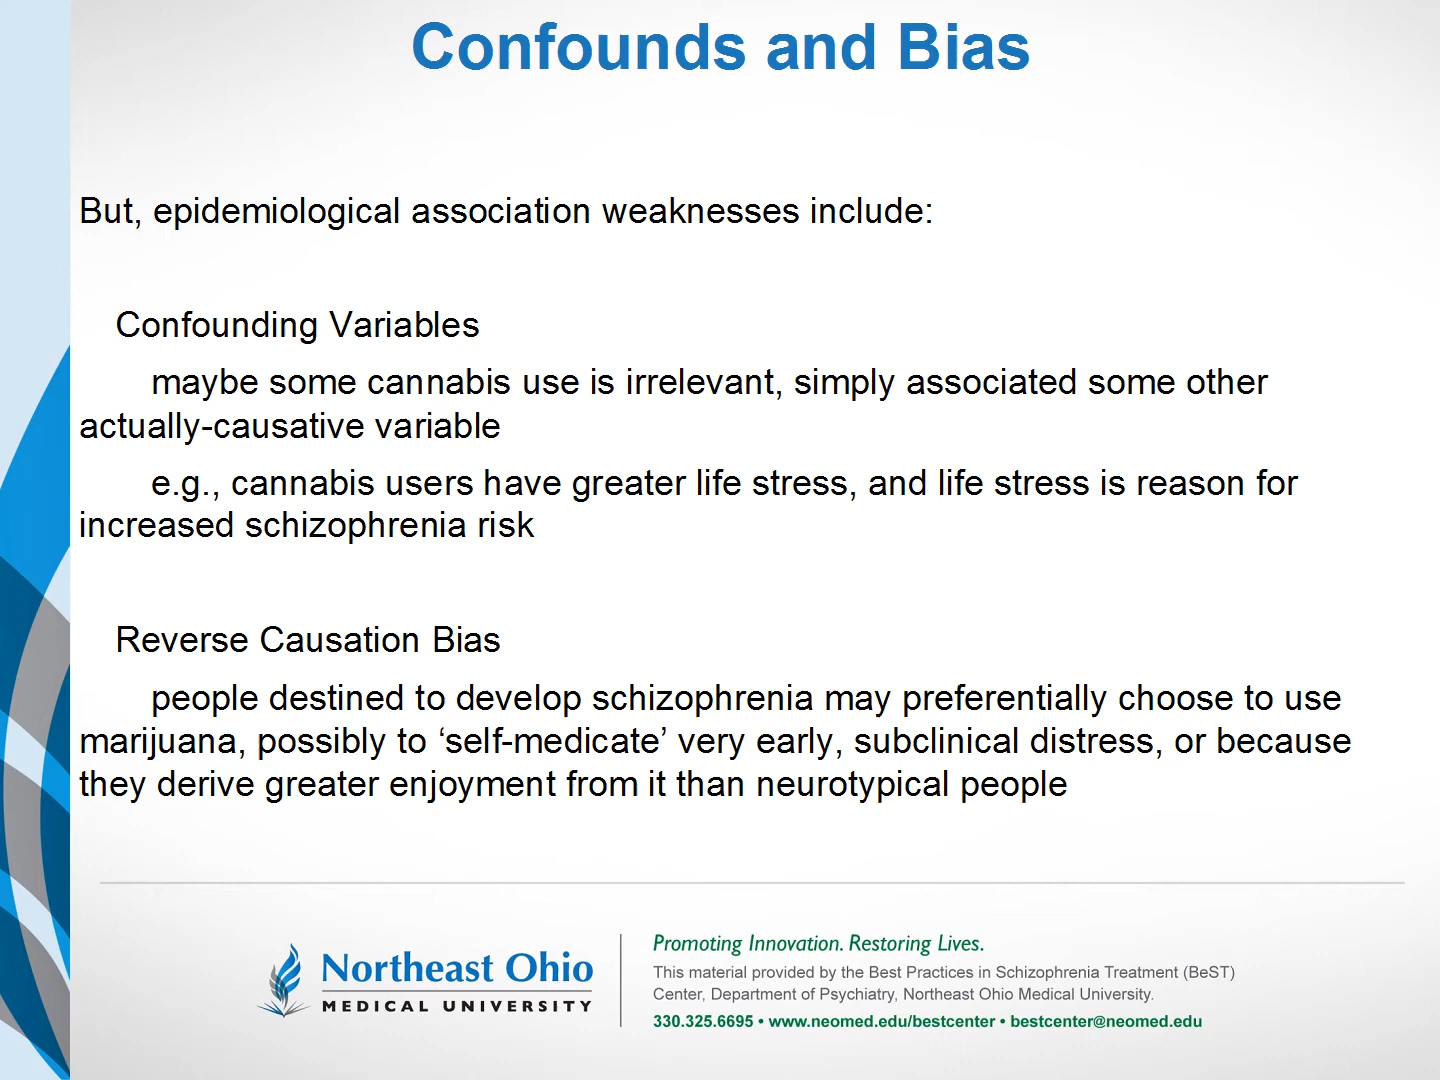 Confounds and Bias
But, epidemiological association weaknesses include:
Confounding Variables
maybe some cannabis use is irrelevant, simply associated some other
actually-causative variable
e.g., cannabis users have greater life stress, and life stress is reason for
increased schizophrenia risk
Reverse Causation Bias
people destined to develop schizophrenia may preferentially choose to use
marijuana, possibly to ‘self-medicate’ very early, subclinical distress, or because
they derive greater enjoyment from it than neurotypical people
Northeast Ohio
MEDICAL UNIVERSITY
Promoting Innovation. Restoring Lives.
This material provided by the Best Practices in Schizophrenia Treatment (BeST)
Center, Department of Psychiatry, Northeast Ohio Medical University.
330.325.6695 • www.neomed.edu/bestcenter • bestcenter@neomed.edu